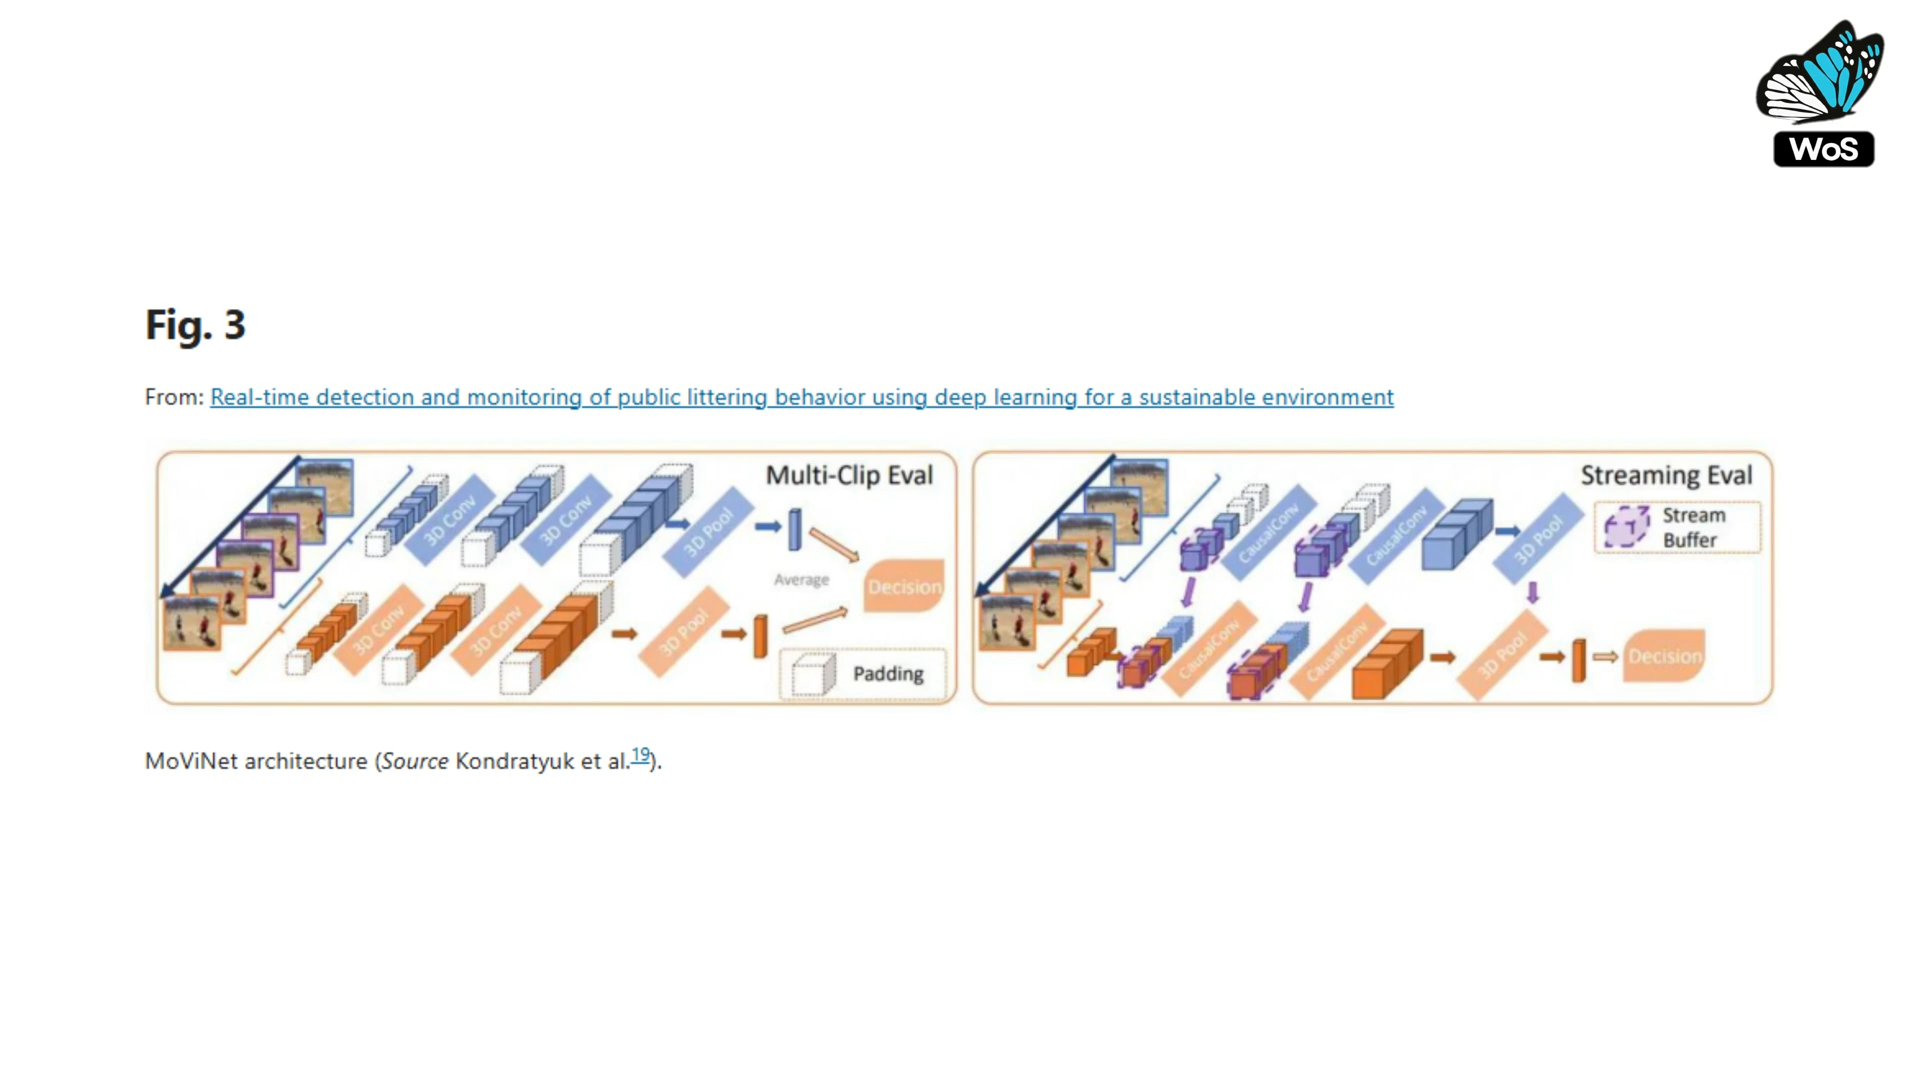 WoS
Fig. 3
From: Real-time detection and monitoring of public littering behavior using deep learning for a sustainable environment
Multi-Clip Eval
3D Conv
3D Conv
3D Pool
Average
Decision
3D Conv
3D Conv
3D Pool
Padding
Streaming Eval
CausalConv
CausalConv
3D Pool
Stream
Buffer
CausalConv
CausalConv
3D Pool
Decision
MoViNet architecture (Source Kondratyuk et al.19).